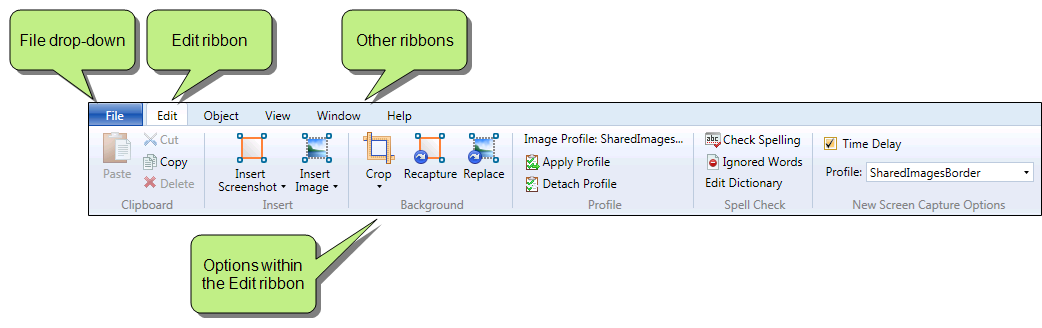 File drop-down
Edit ribbon
Other ribbons
File Edit Object View Window Help
Paste
Cut
Copy
Delete
Clipboard
Insert
Screenshot
Insert
Image
Insert
Crop
Recapture
Replace
Background
Image Profile: SharedImages...
Apply Profile
Detach Profile
Profile
Check Spelling
Ignored Words
Edit Dictionary
Spell Check
Time Delay
Profile: SharedImagesBorder
New Screen Capture Options
Options within
the Edit ribbon